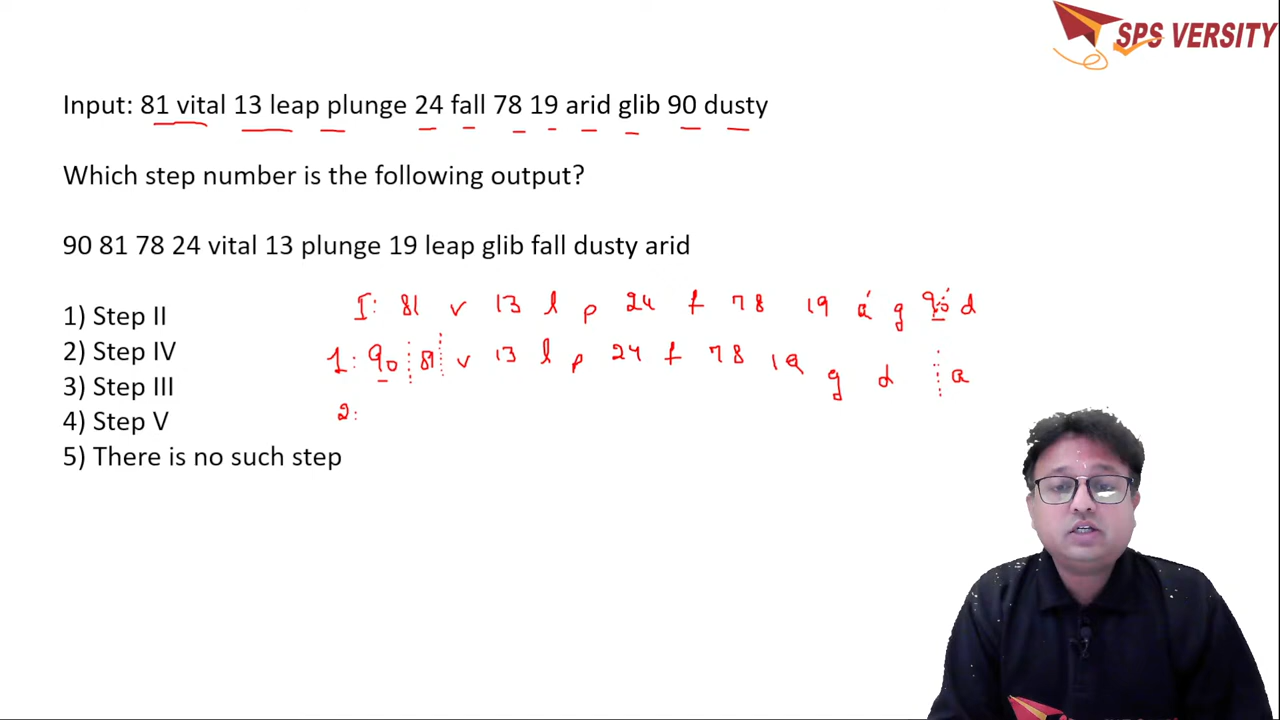 SPS VERSITY
Input: 81 vital 13 leap plunge 24 fall 78 19 arid glib 90 dusty
Which step number is the following output?
90 81 78 24 vital 13 plunge 19 leap glib fall dusty arid
1) Step II
2) Step IV
3) Step III
4) Step V
5) There is no such step
I: 81 v 13 l p 24 f 78 19 a g 90 d
1: 90 81 v 13 l p 24 f 78 19 g d a
2: